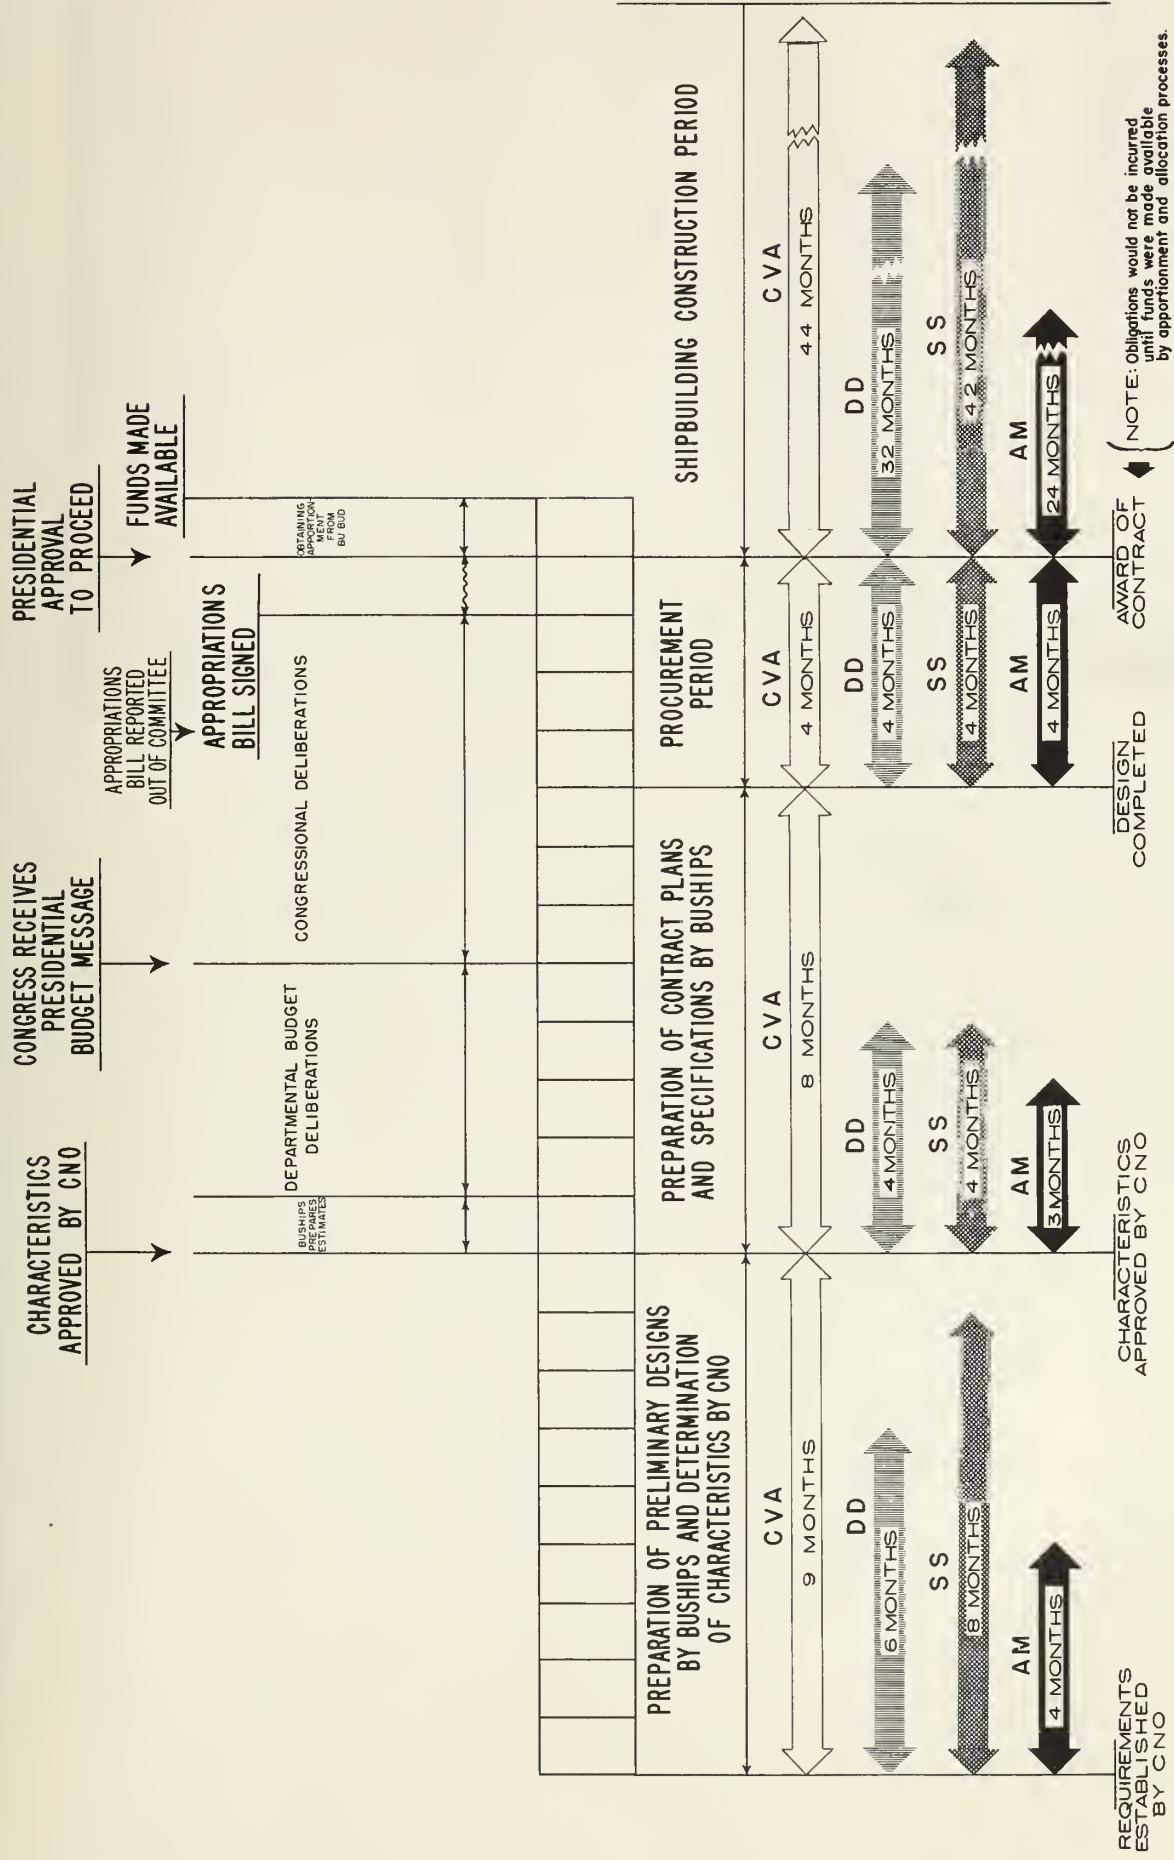 CHARACTERISTICS
APPROVED BY CNO
CONGRESS RECEIVES
PRESIDENTIAL
BUDGET MESSAGE
APPROPRIATIONS
BILL REPORTED
OUT OF COMMITTEE
PRESIDENTIAL
APPROVAL
TO PROCEED
APPROPRIATIONS
BILL SIGNED
FUNDS MADE
AVAILABLE
BUSHIPS
PREPARES
ESTIMATES
DEPARTMENTAL BUDGET
DELIBERATIONS
CONGRESSIONAL DELIBERATIONS
OBTAINING
APPORTION-
MENT
FROM
BU BUD
PREPARATION OF PRELIMINARY DESIGNS
BY BUSHIPS AND DETERMINATION
OF CHARACTERISTICS BY CNO
PREPARATION OF CONTRACT PLANS
AND SPECIFICATIONS BY BUSHIPS
PROCUREMENT
PERIOD
SHIPBUILDING CONSTRUCTION PERIOD
CVA
9 MONTHS
CVA
8 MONTHS
CVA
4 MONTHS
CVA
44 MONTHS
DD
6 MONTHS
DD
4 MONTHS
DD
4 MONTHS
DD
32 MONTHS
SS
8 MONTHS
SS
4 MONTHS
SS
4 MONTHS
SS
42 MONTHS
AM
4 MONTHS
AM
3 MONTHS
AM
4 MONTHS
AM
24 MONTHS
REQUIREMENTS
ESTABLISHED
BY CNO
CHARACTERISTICS
APPROVED BY CNO
DESIGN
COMPLETED
AWARD OF
CONTRACT
NOTE: Obligations would not be incurred
until funds were made available
by apportionment and allocation processes.